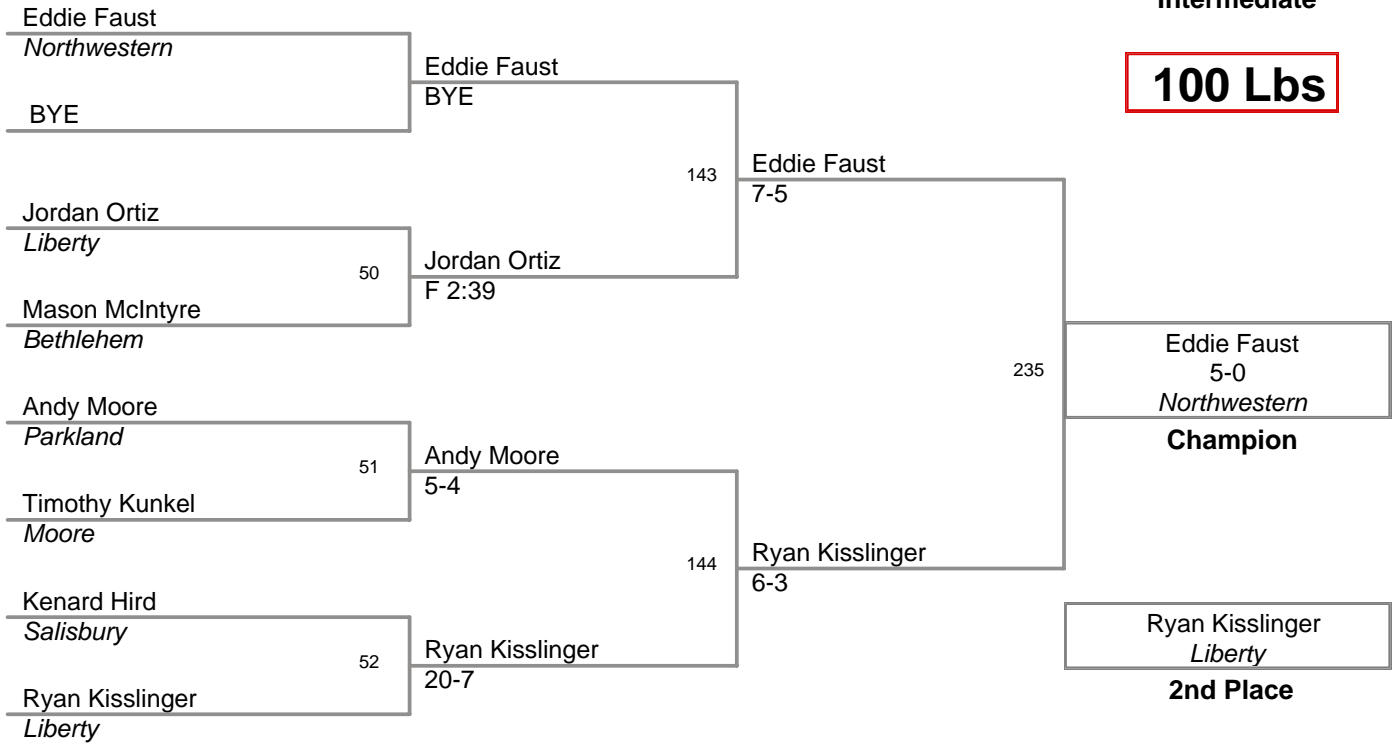 Intermediate
100 Lbs
Eddie Faust
Northwestern
BYE
Jordan Ortiz
Liberty
50
Mason McIntyre
Bethlehem
Andy Moore
Parkland
51
Timothy Kunkel
Moore
Kenard Hird
Salisbury
52
Ryan Kisslinger
Liberty
Eddie Faust
BYE
143
Jordan Ortiz
F 2:39
Andy Moore
5-4
144
Ryan Kisslinger
20-7
Eddie Faust
7-5
235
Ryan Kisslinger
6-3
Eddie Faust
5-0
Northwestern
Champion
Ryan Kisslinger
Liberty
2nd Place